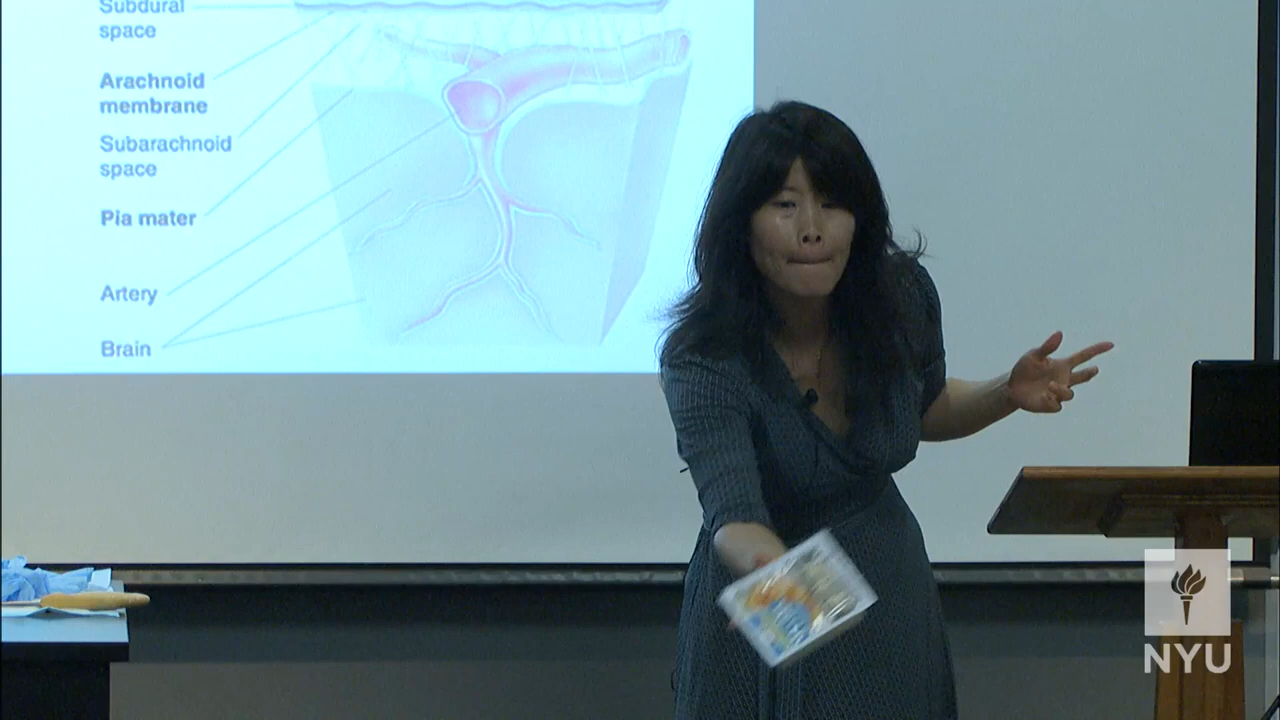 Subdural
space
Arachnoid
membrane
Subarachnoid
space
Pia mater
Artery
Brain
NYU